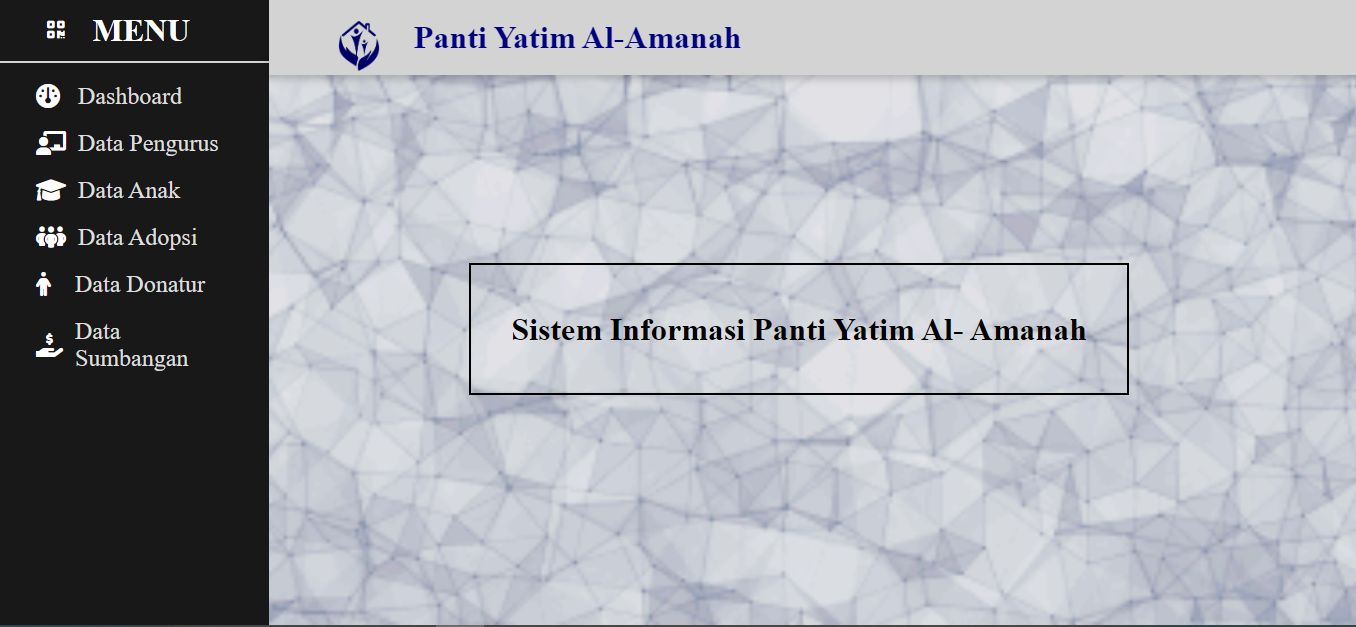 MENU
Panti Yatim Al-Amanah
Dashboard
Data Pengurus
Data Anak
Data Adopsi
Data Donatur
Data
Sumbangan
Sistem Informasi Panti Yatim Al- Amanah